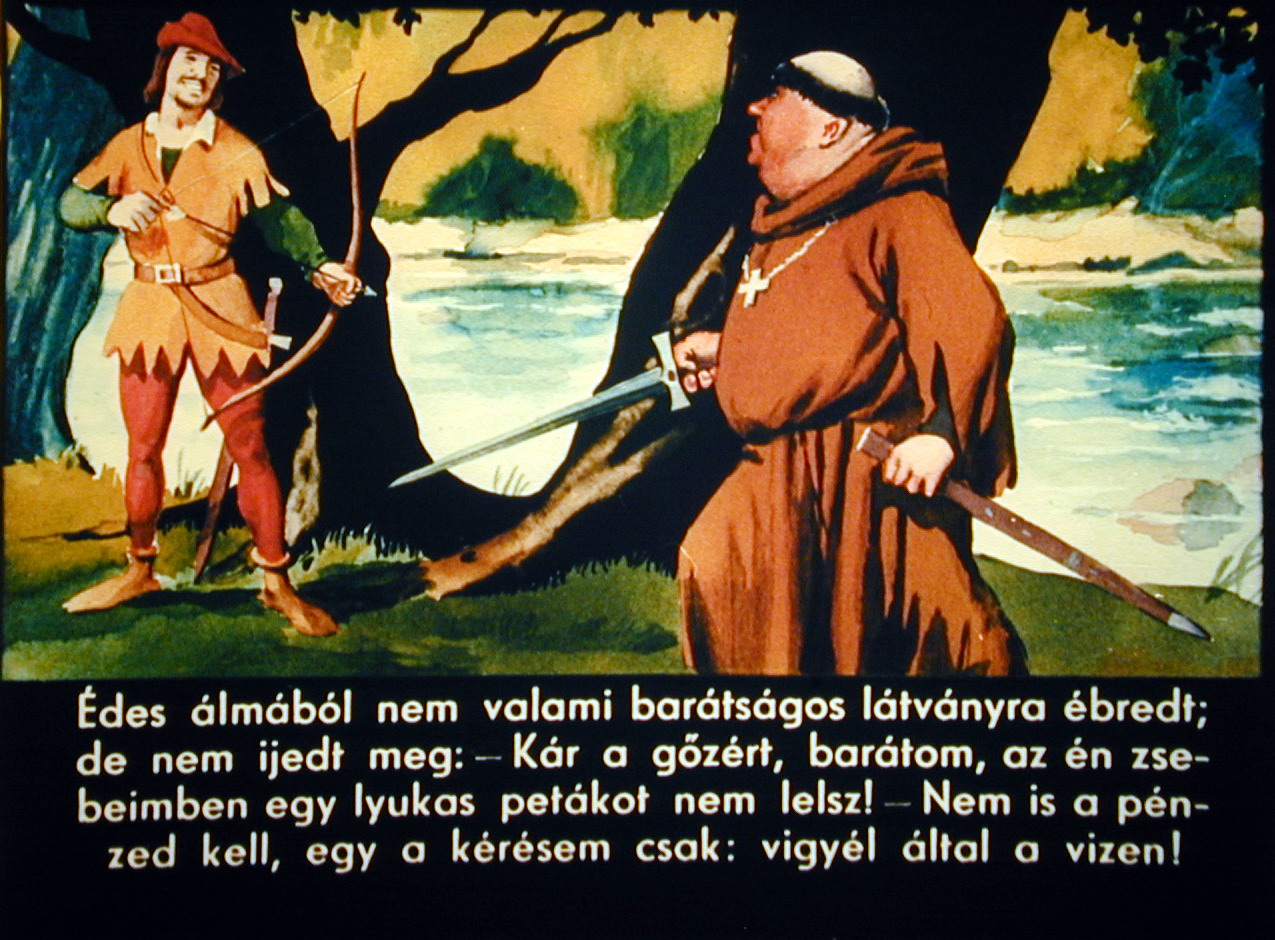 Édes álmából nem valami barátságos látványra ébredt;
de nem ijedt meg: – Kár a gőzért, barátom, az én zse-
beimben egy lyukas petákot nem lelsz! – Nem is a pén-
zed kell, egy a kérésem csak: vigyél által a vizen!